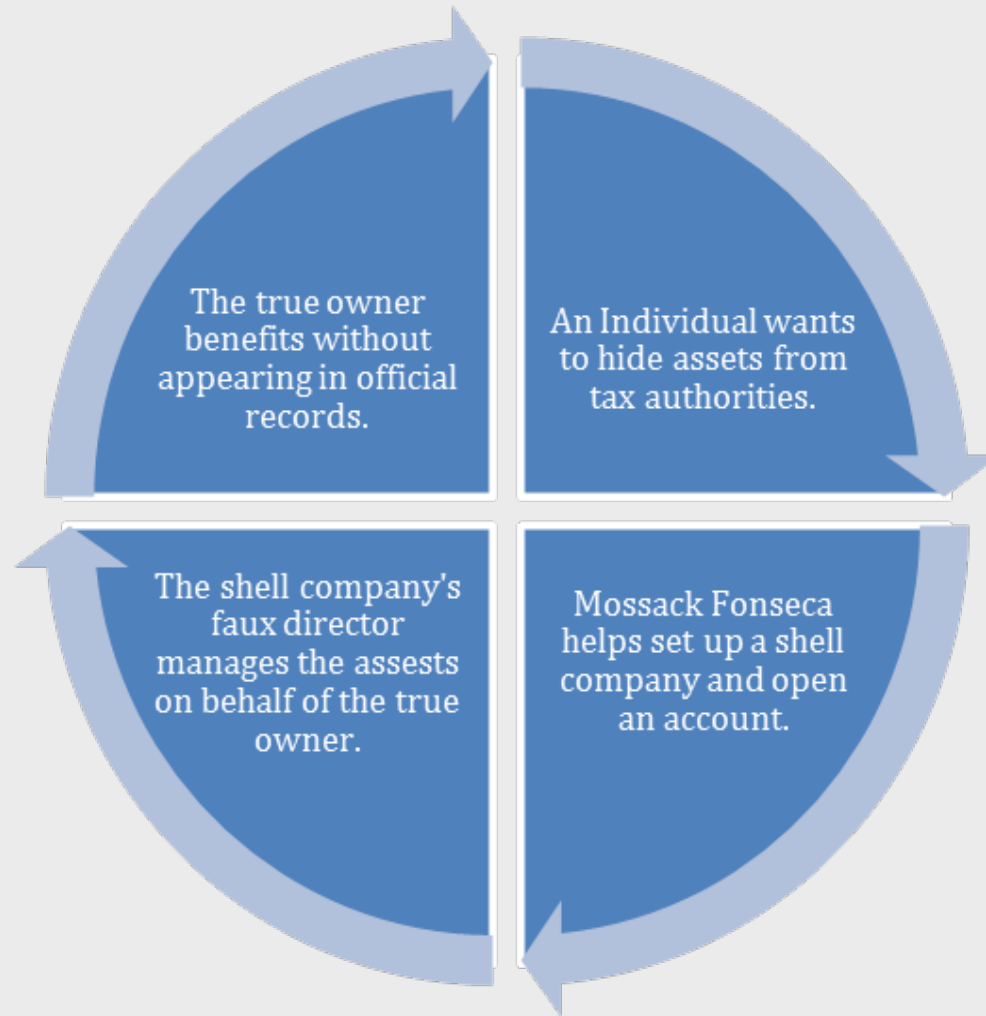 The true owner
benefits without
appearing in official
records.
An Individual wants
to hide assets from
tax authorities.
The shell company's
faux director
manages the assests
on behalf of the true
owner.
Mossack Fonseca
helps set up a shell
company and open
an account.